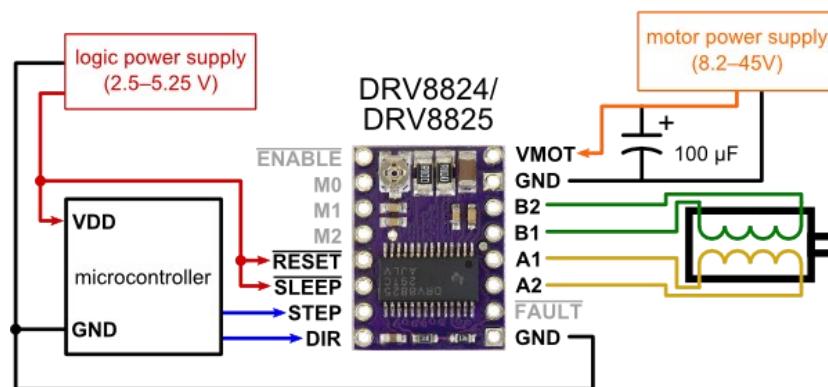 logic power supply
(2.5–5.25 V)
motor power supply
(8.2–45V)
DRV8824/
DRV8825
ENABLE
M0
M1
M2
RESET
SLEEP
STEP
DIR
VMOT
GND
B2
B1
A1
A2
FAULT
GND
+
100 µF
VDD
microcontroller
GND
DRV8825